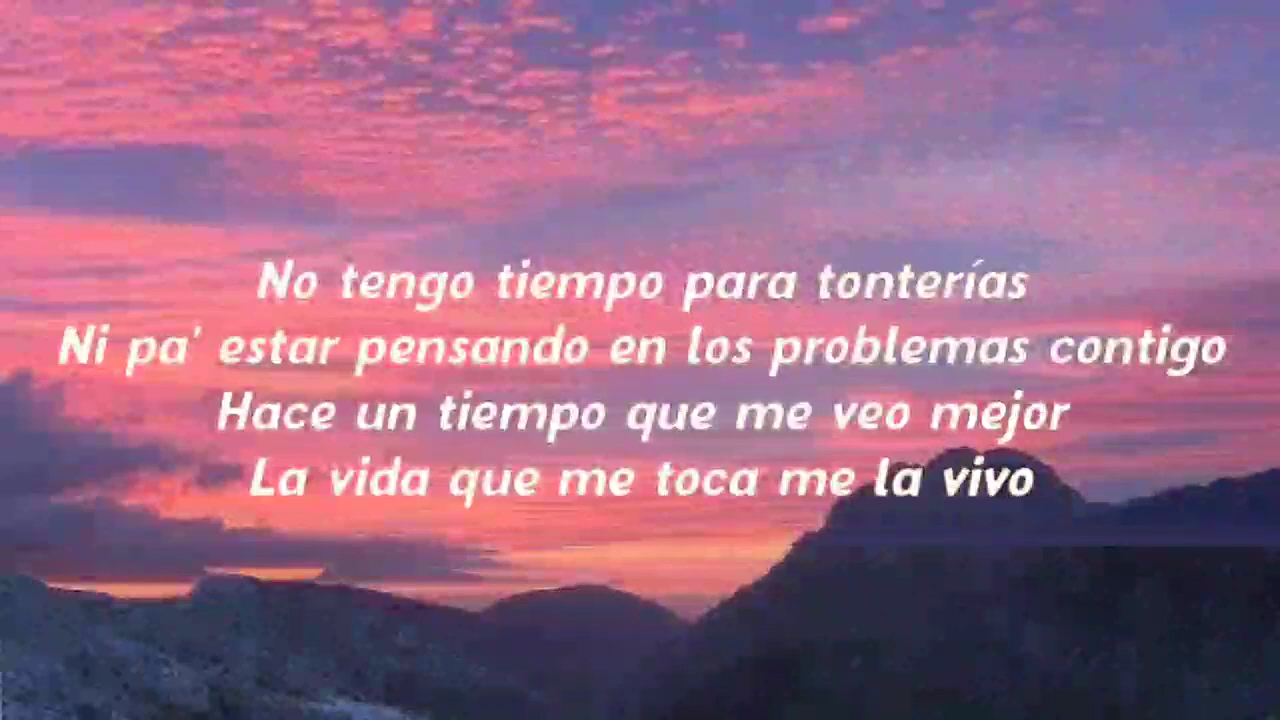 No tengo tiempo para tonterías
Ni pa' estar pensando en los problemas contigo
Hace un tiempo que me veo mejor
La vida que me toca me la vivo